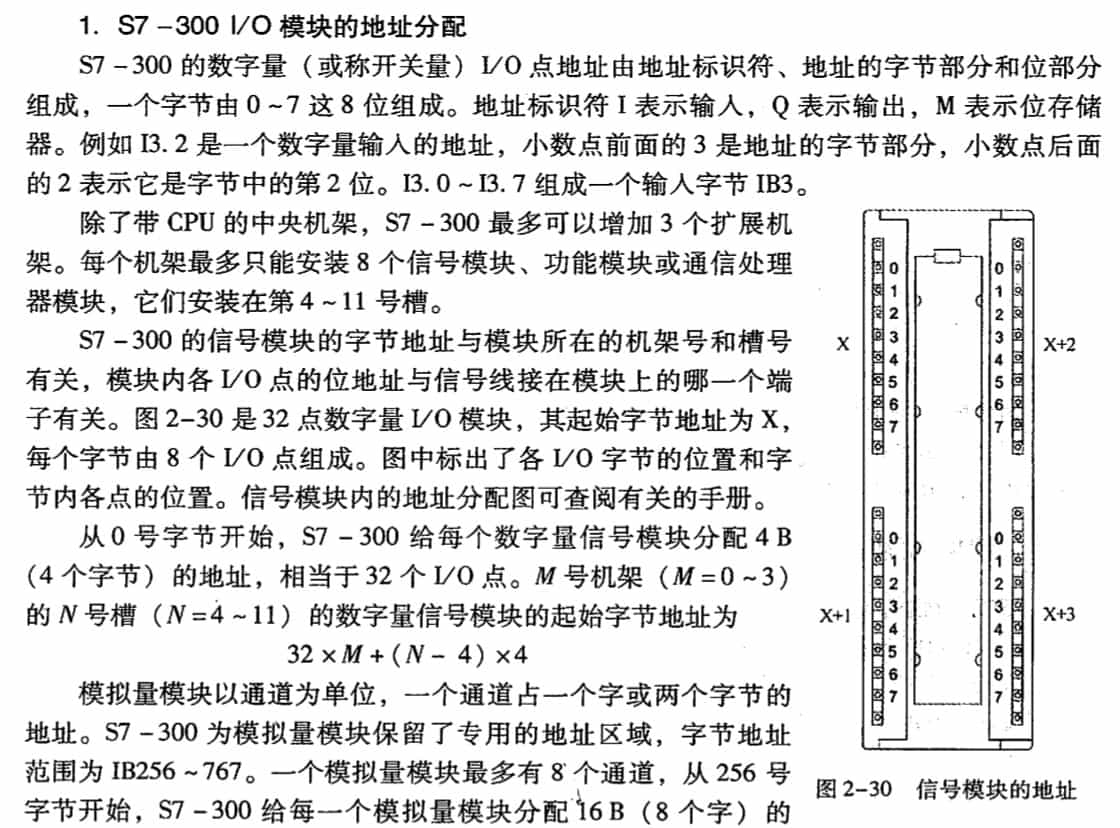 1. S7-300 I/O 模块的地址分配
S7-300 的数字量（或称开关量）I/O 点地址由地址标识符、地址的字节部分和位部分
组成，一个字节由 0~7 这 8 位组成。地址标识符 I 表示输入，Q 表示输出，M 表示位存储
器。例如 I3.2 是一个数字量输入的地址，小数点前面的 3 是地址的字节部分，小数点后面
的 2 表示它是字节中的第 2 位。I3.0~I3.7 组成一个输入字节 IB3。
除了带 CPU 的中央机架，S7-300 最多可以增加 3 个扩展机
架。每个机架最多只能安装 8 个信号模块、功能模块或通信处理
器模块，它们安装在第 4~11 号槽。
S7-300 的信号模块的字节地址与模块所在的机架号和槽号
有关，模块内各 I/O 点的位地址与信号线接在模块上的哪一个端
子有关。图 2-30 是 32 点数字量 I/O 模块，其起始字节地址为 X，
每个字节由 8 个 I/O 点组成。图中标出了各 I/O 字节的位置和字
节内各点的位置。信号模块内的地址分配图可查阅有关的手册。
从 0 号字节开始，S7-300 给每个数字量信号模块分配 4 B
(4 个字节）的地址，相当于 32 个 I/O 点。M 号机架（M=0~3）
的 N 号槽（N=4~11）的数字量信号模块的起始字节地址为
32×M+(N-4)×4
模拟量模块以通道为单位，一个通道占一个字或两个字节的
地址。S7-300 为模拟量模块保留了专用的地址区域，字节地址
范围为 IB256~767。一个模拟量模块最多有 8 个通道，从 256 号
字节开始，S7-300 给每一个模拟量模块分配 16 B（8 个字）的
0
1
2
3
4
5
6
7
X
0
1
2
3
4
5
6
7
X+2
0
1
2
3
4
5
6
7
X+1
0
1
2
3
4
5
6
7
X+3
图 2-30 信号模块的地址